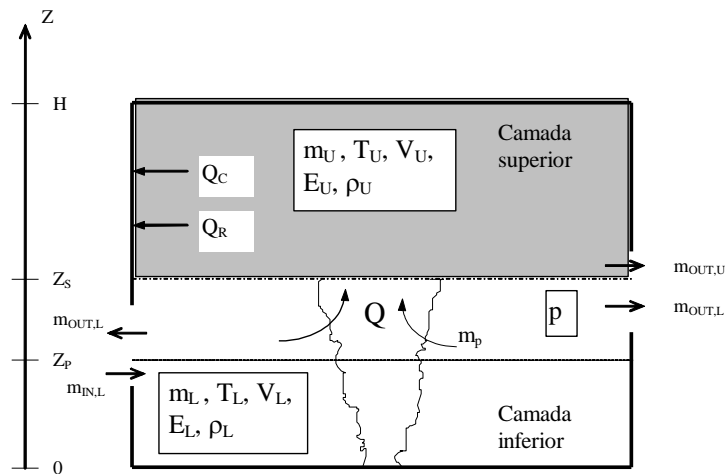 Z
H
m_U , T_U, V_U,
E_U, ρ_U
Camada
superior
Q_C
Q_R
m_OUT,U
Z_S
m_OUT,L
m_OUT,L
Q
p
m_p
Z_P
m_IN,L
m_L , T_L, V_L,
E_L, ρ_L
Camada
inferior
0